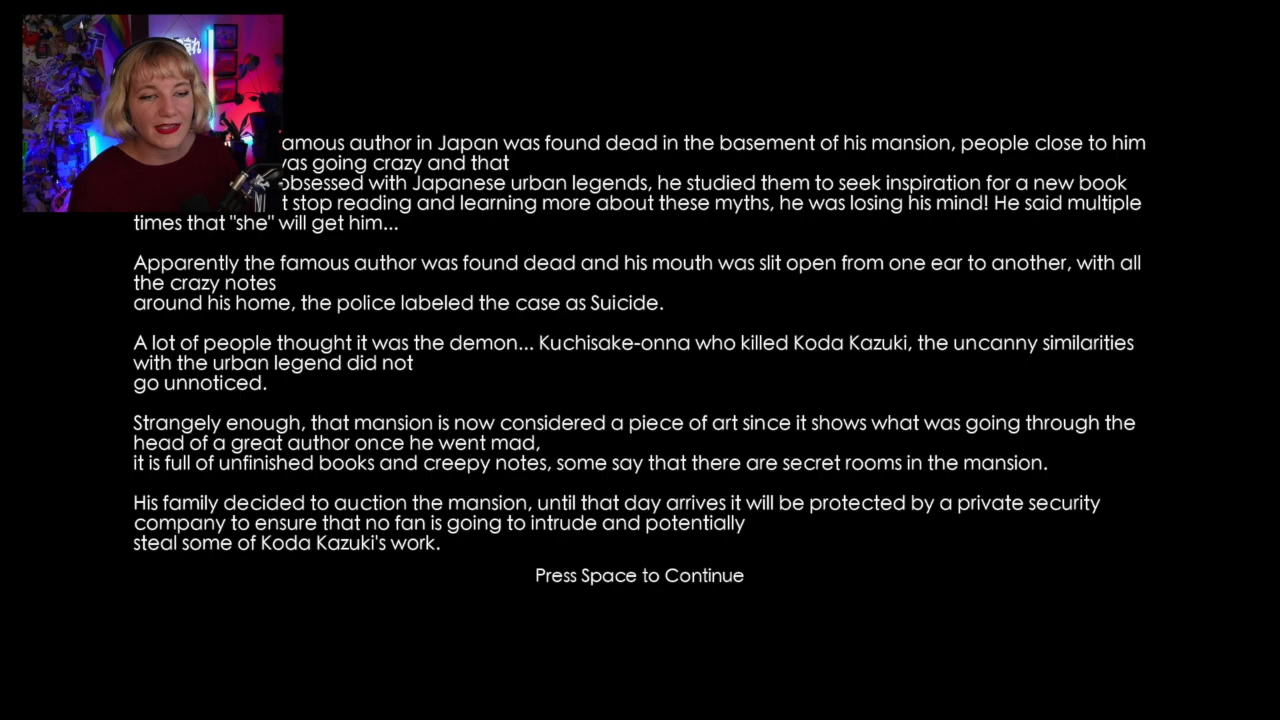 amous author in Japan was found dead in the basement of his mansion, people close to him
was going crazy and that
obsessed with Japanese urban legends, he studied them to seek inspiration for a new book
t stop reading and learning more about these myths, he was losing his mind! He said multiple
times that "she" will get him...
Apparently the famous author was found dead and his mouth was slit open from one ear to another, with all
the crazy notes
around his home, the police labeled the case as Suicide.
A lot of people thought it was the demon... Kuchisake-onna who killed Koda Kazuki, the uncanny similarities
with the urban legend did not
go unnoticed.
Strangely enough, that mansion is now considered a piece of art since it shows what was going through the
head of a great author once he went mad,
it is full of unfinished books and creepy notes, some say that there are secret rooms in the mansion.
His family decided to auction the mansion, until that day arrives it will be protected by a private security
company to ensure that no fan is going to intrude and potentially
steal some of Koda Kazuki's work.
Press Space to Continue